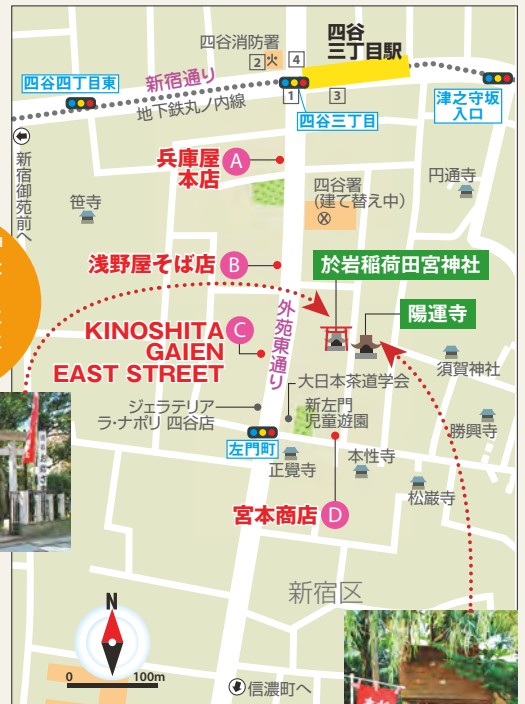 四谷消防署
2
火
4
四谷
三丁目駅
四谷四丁目東
新宿通り
地下鉄丸ノ内線
1
3
四谷三丁目
津之守坂
入口
新宿御苑前へ
兵庫屋
本店
A
四谷署
(建て替え中)
円通寺
笹寺
浅野屋そば店
B
於岩稲荷田宮神社
陽運寺
外苑東通り
KINOSHITA
GAIEN
EAST STREET
C
須賀神社
大日本茶道学会
ジェラテリア
ラ・ナポリ 四谷店
新左門
児童遊園
勝興寺
左門町
正覺寺
本性寺
松巌寺
宮本商店
D
新宿区
N
0
100m
信濃町へ